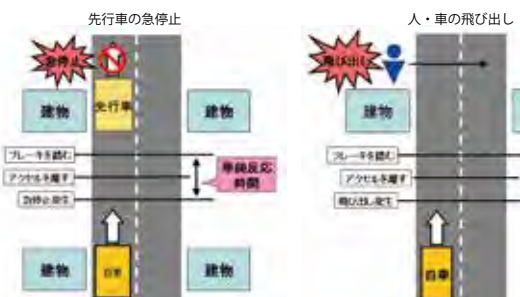 先行車の急停止
急停止
先行車
建物
建物
ブレーキを踏む
アクセルを離す
急停止発生
単純反応
時間
建物
自車
建物
人・車の飛び出し
飛び出し
建物
ブレーキを踏む
アクセルを離す
飛び出し発生
自車